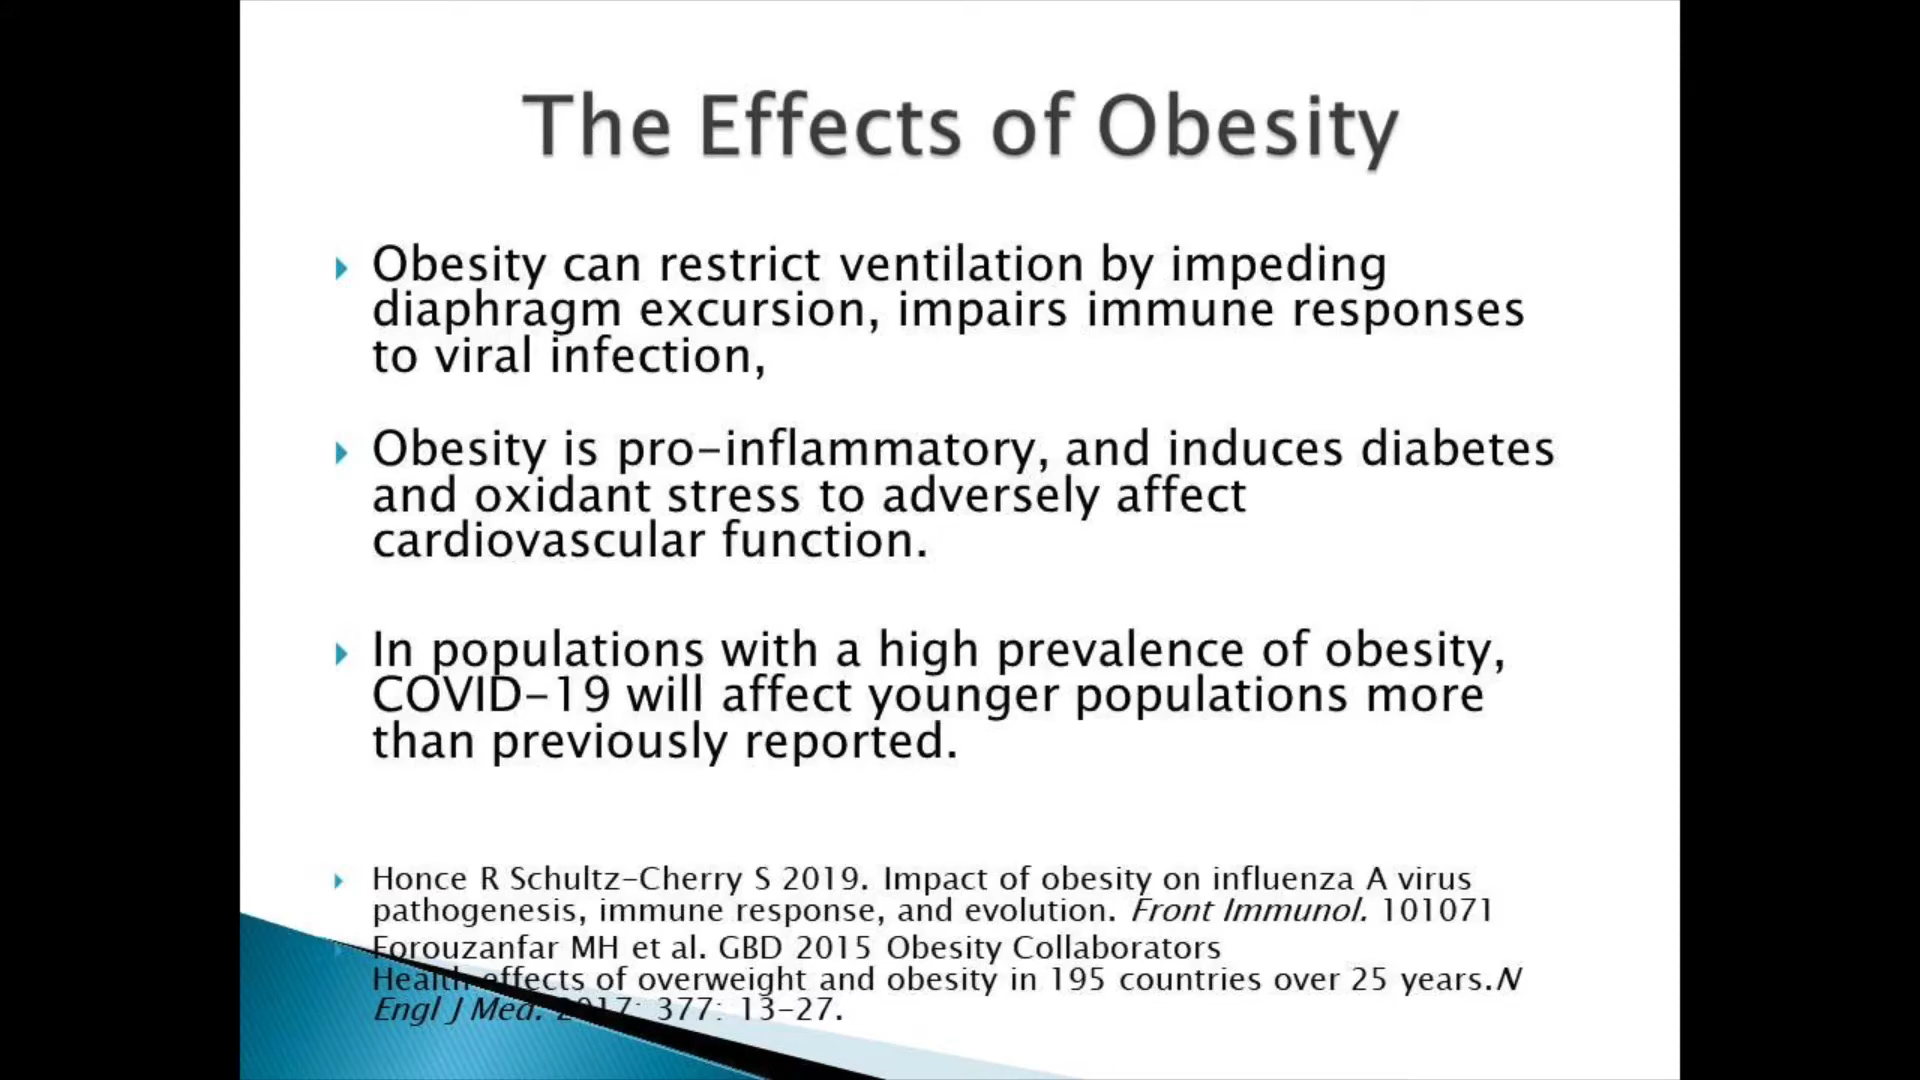 The Effects of Obesity
Obesity can restrict ventilation by impeding
diaphragm excursion, impairs immune responses
to viral infection,
Obesity is pro-inflammatory, and induces diabetes
and oxidant stress to adversely affect
cardiovascular function.
In populations with a high prevalence of obesity,
COVID-19 will affect younger populations more
than previously reported.
Honce R Schultz-Cherry S 2019. Impact of obesity on influenza A virus
pathogenesis, immune response, and evolution. Front Immunol. 101071
Forouzanfar MH et al. GBD 2015 Obesity Collaborators
Health effects of overweight and obesity in 195 countries over 25 years.N
Engl J Med. 2017; 377: 13-27.